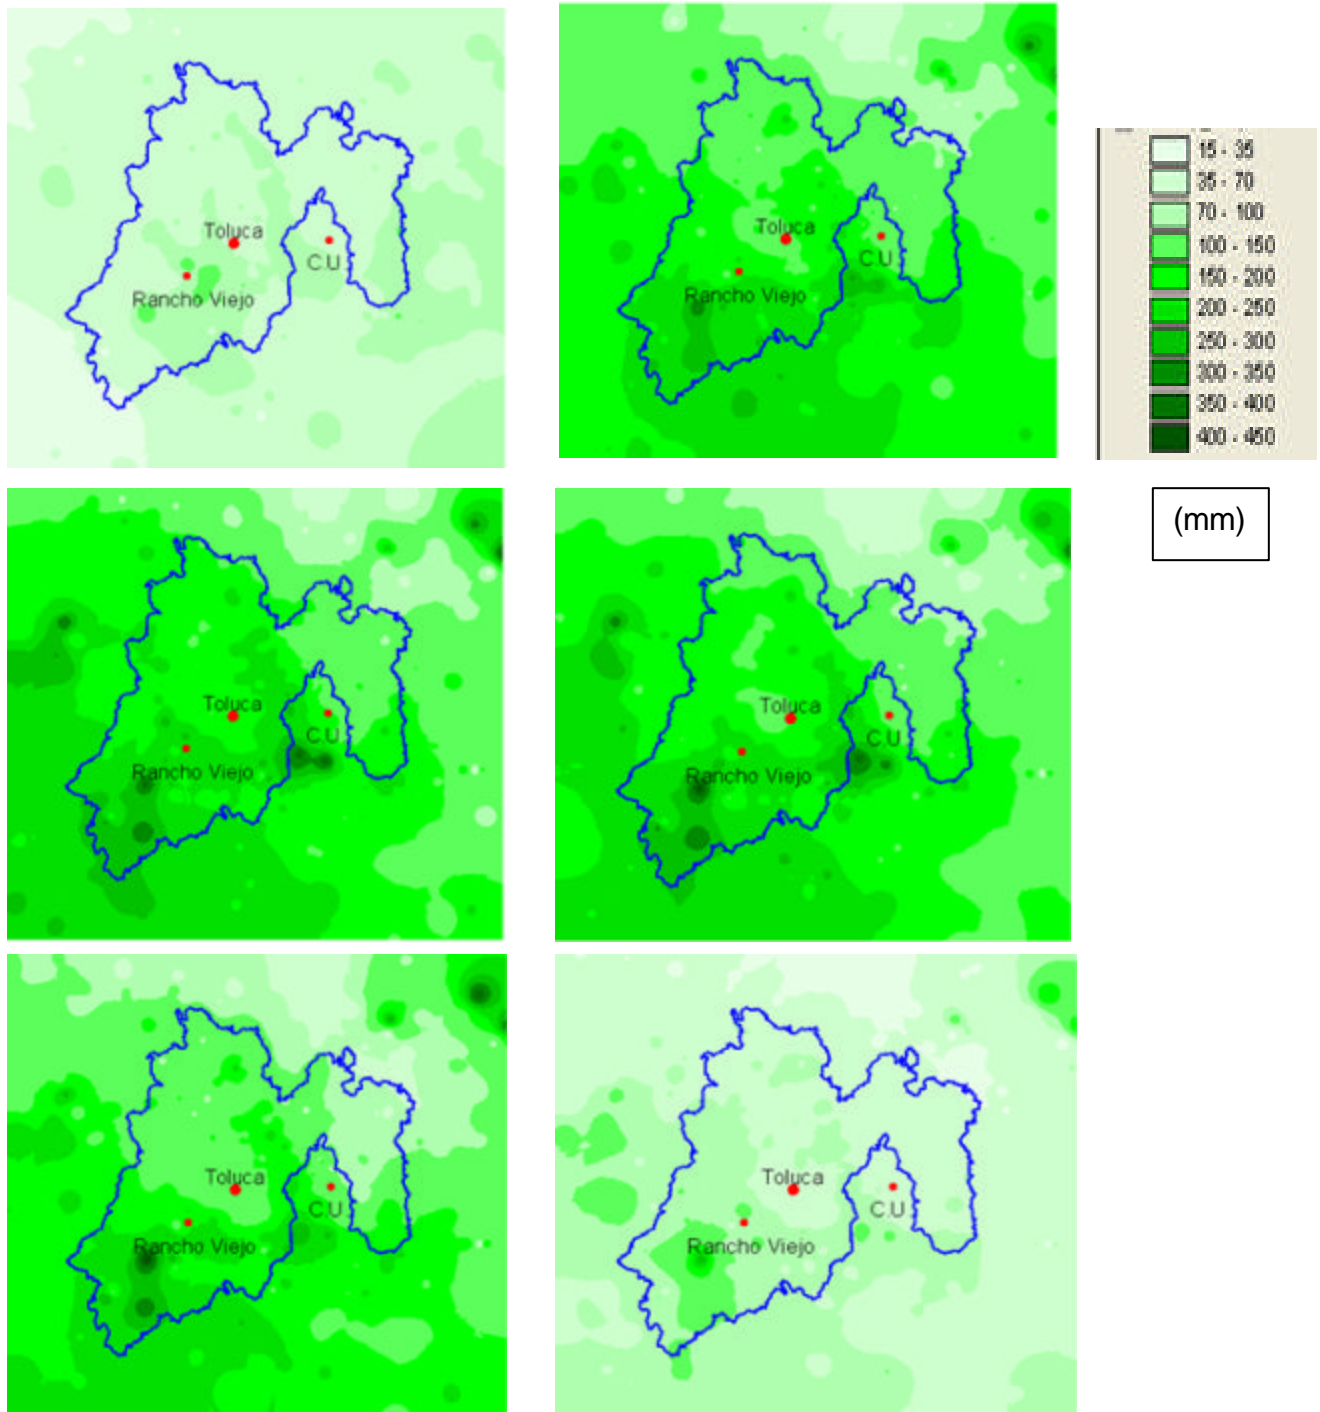 Toluca
C.U
Rancho Viejo
Toluca
C.U
Rancho Viejo
15 - 35
35 - 70
70 - 100
100 - 150
150 - 200
200 - 250
250 - 300
300 - 350
350 - 400
400 - 450
(mm)
Toluca
C.U
Rancho Viejo
Toluca
C.U
Rancho Viejo
Toluca
C.U
Rancho Viejo
Toluca
C.U
Rancho Viejo